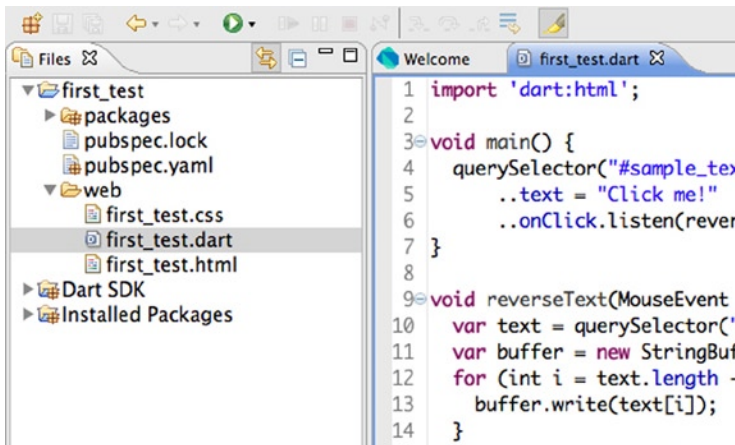 Files
first_test
packages
pubspec.lock
pubspec.yaml
web
first_test.css
first_test.dart
first_test.html
Dart SDK
Installed Packages
Welcome
first_test.dart
1 import 'dart:html';
2
3 void main() {
4 querySelector("#sample_tex
5 ..text = "Click me!"
6 ..onClick.listen(rever
7 }
8
9 void reverseText(MouseEvent
10 var text = querySelector("
11 var buffer = new StringBuf
12 for (int i = text.length -
13 buffer.write(text[i]);
14 }